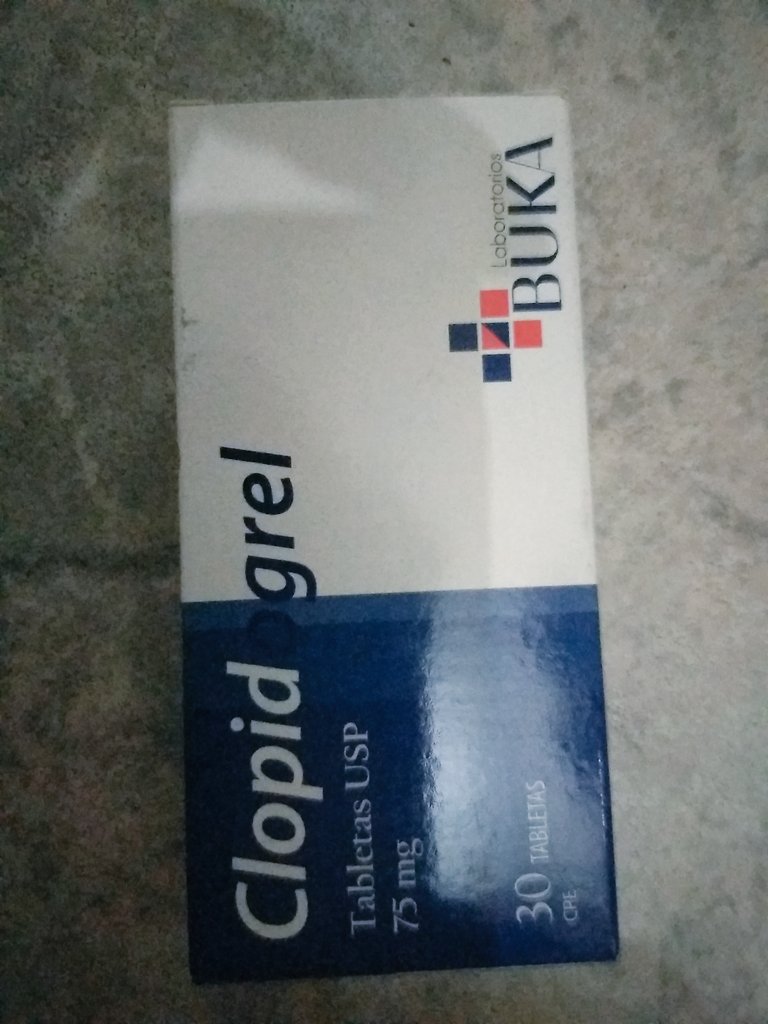 Clopidogrel
Tabletas USP
75 mg
30 TABLETAS
CPE
Laboratorios
BUKA